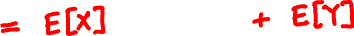 = E[X] + E[Y]